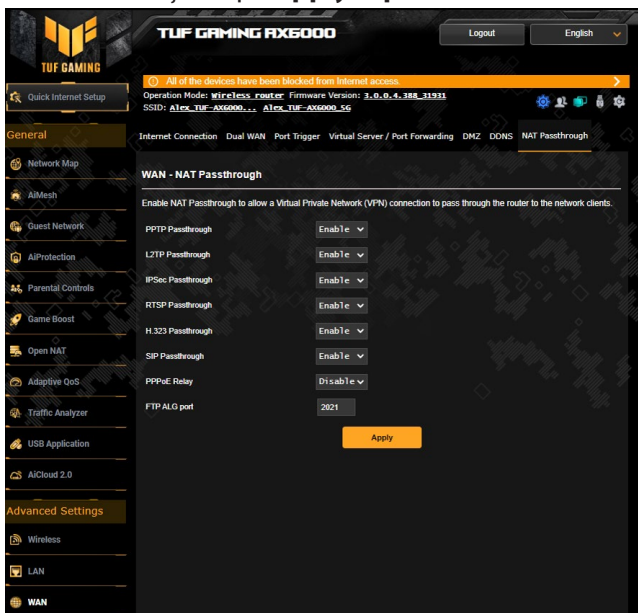 TUF GAMING
TUF GAMING AX6000
Logout
English
All of the devices have been blocked from Internet access.
Quick Internet Setup
Operation Mode: Wireless router Firmware Version: 3.0.0.4.388_31931
SSID: Alex_TUF-AX6000... Alex_TUF-AX6000_5G
General
Internet Connection Dual WAN Port Trigger Virtual Server / Port Forwarding DMZ DDNS NAT Passthrough
Network Map
AiMesh
Guest Network
AiProtection
Parental Controls
Game Boost
Open NAT
Adaptive QoS
Traffic Analyzer
USB Application
AiCloud 2.0
Advanced Settings
Wireless
LAN
WAN
WAN - NAT Passthrough
Enable NAT Passthrough to allow a Virtual Private Network (VPN) connection to pass through the router to the network clients.
PPTP Passthrough Enable
L2TP Passthrough Enable
IPSec Passthrough Enable
RTSP Passthrough Enable
H.323 Passthrough Enable
SIP Passthrough Enable
PPPoE Relay Disable
FTP ALG port 2021
Apply